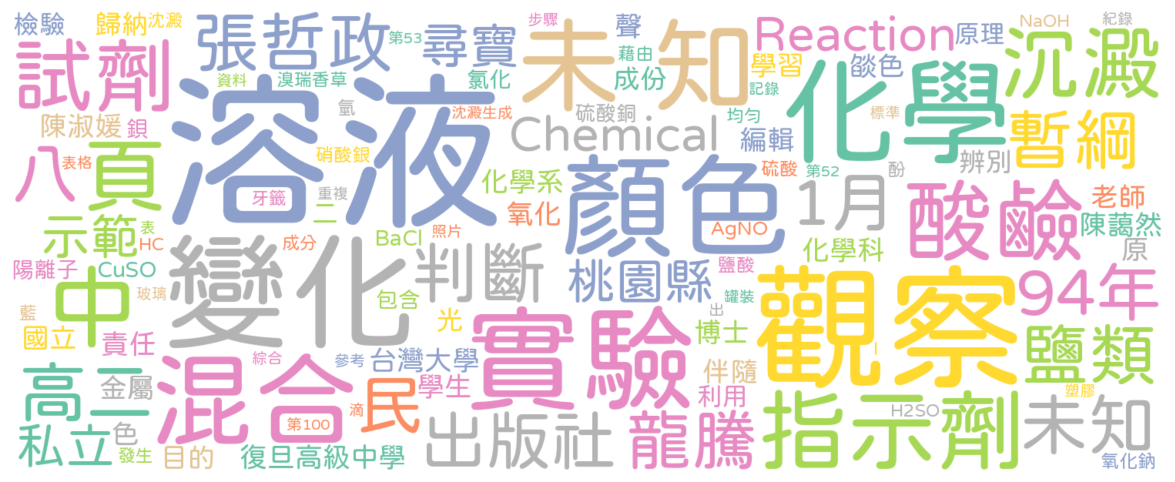 檢驗
歸納
沈澱
張哲政
第53
尋寶
步驟
聲
藉由
成份
未知
Reaction
原理
NaOH
紀錄
沉澱
試劑
資料
溴瑞香草
氯化
學習
記錄
燄色
化學
陳淑媛
鋇
氫
溶液
沈澱生成
硫酸銅
Chemical
均勻
編輯
標準
暫綱
八
表格
頁
硝酸銀
牙籤
重複
二
化學系
氧化
顏色
硫酸
第52
酚
辨別
1月
酸鹼
老師
陳藹然
示範
表
HC
成分
BaCl
照片
AgNO
化學科
原
陽離子
CuSO
中
變化
判斷
桃園縣
鹽酸
罐装
觀察
94年
玻璃
包含
藍
國立
責任
光
實驗
出
博士
鹽類
高二
金屬
混合
綜合
參考
台灣大學
學生
民
滴
伴隨
利用
塑膠
指示劑
H2SO
未知
私立
色
發生
目的
第100
復旦高級中學
出版社
龍騰
氧化鈉